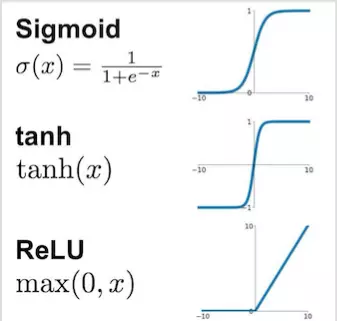 Sigmoid
σ(x) = 1/(1+e^{-x})
1
-10
0
10
tanh
tanh(x)
1
-10
10
-1
ReLU
max(0, x)
10
-10
0
10